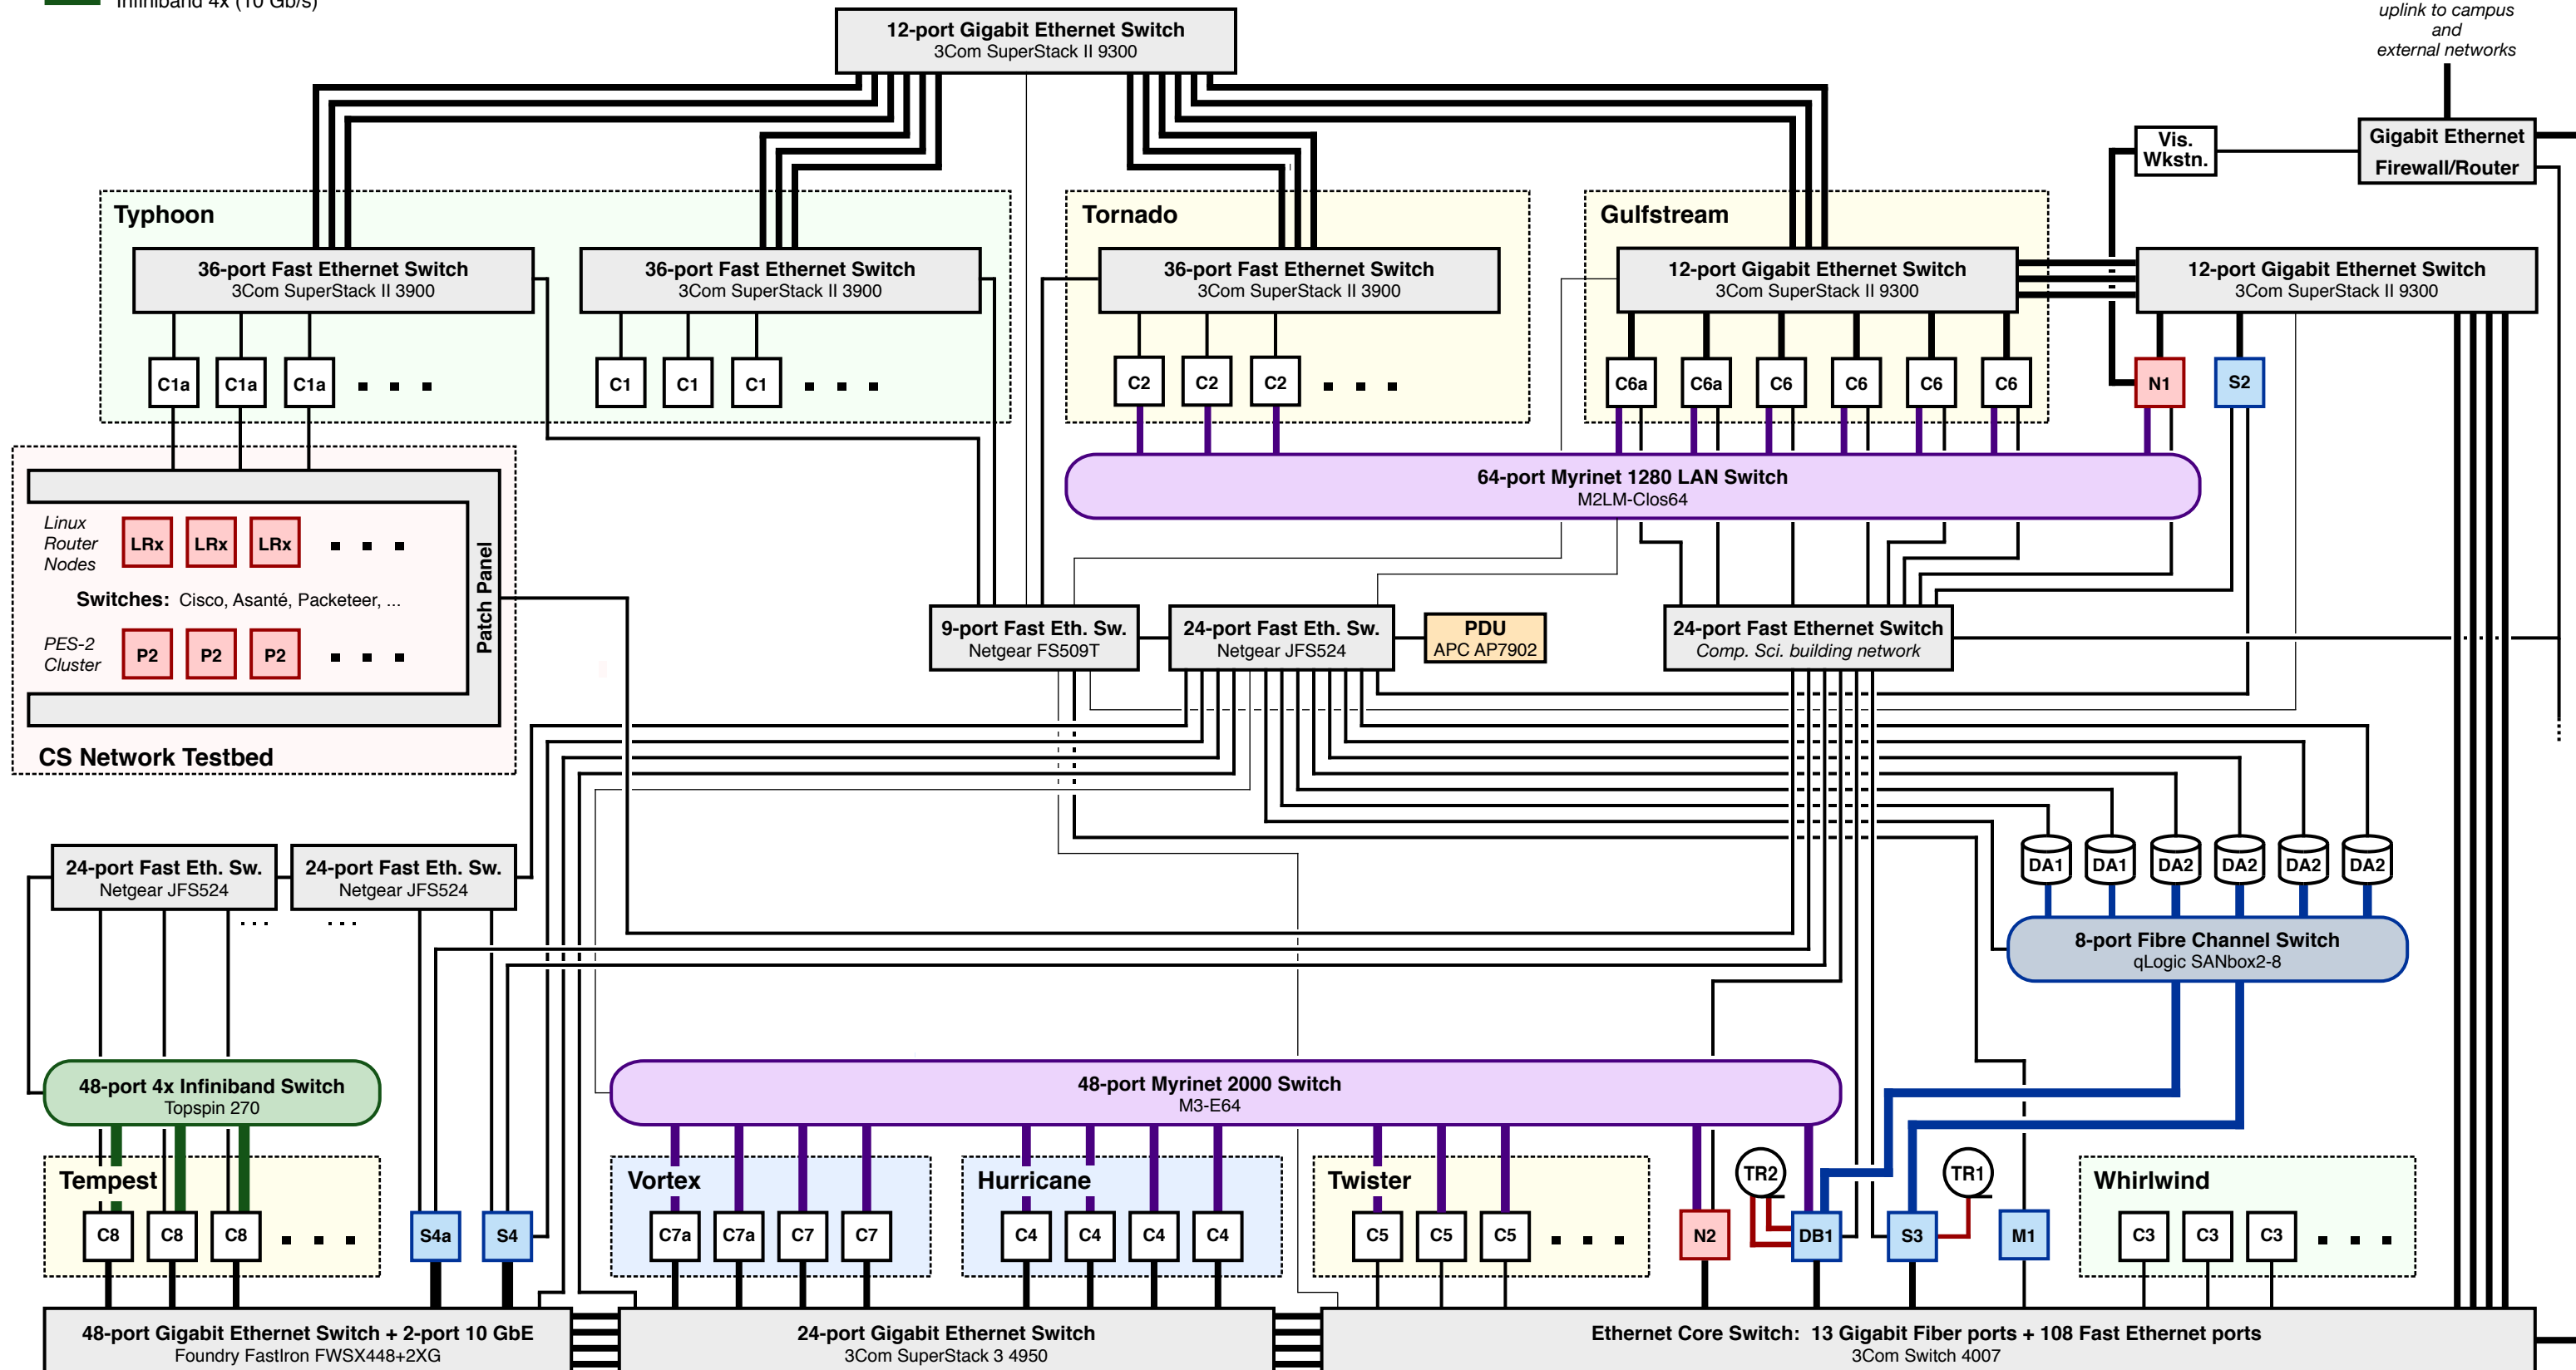 Infiniband 4x (10 Gb/s)
12-port Gigabit Ethernet Switch
3Com SuperStack II 9300
uplink to campus
and
external networks
Vis.
Wkstn.
Gigabit Ethernet
Firewall/Router
Typhoon
36-port Fast Ethernet Switch
3Com SuperStack II 3900
36-port Fast Ethernet Switch
3Com SuperStack II 3900
C1a C1a C1a
C1 C1 C1
Tornado
36-port Fast Ethernet Switch
3Com SuperStack II 3900
C2 C2 C2
Gulfstream
12-port Gigabit Ethernet Switch
3Com SuperStack II 9300
C6a C6a C6 C6 C6 C6
12-port Gigabit Ethernet Switch
3Com SuperStack II 9300
N1 S2
64-port Myrinet 1280 LAN Switch
M2LM-Clos64
Linux
Router
Nodes
LRx LRx LRx
Switches: Cisco, Asanté, Packeteer, ...
PES-2
Cluster
P2 P2 P2
Patch Panel
CS Network Testbed
9-port Fast Eth. Sw.
Netgear FS509T
24-port Fast Eth. Sw.
Netgear JFS524
PDU
APC AP7902
24-port Fast Ethernet Switch
Comp. Sci. building network
24-port Fast Eth. Sw.
Netgear JFS524
24-port Fast Eth. Sw.
Netgear JFS524
... ...
DA1 DA1 DA2 DA2 DA2 DA2
8-port Fibre Channel Switch
qLogic SANbox2-8
48-port 4x Infiniband Switch
Topspin 270
48-port Myrinet 2000 Switch
M3-E64
Tempest
C8 C8 C8
S4a S4
Vortex
C7a C7a C7 C7
Hurricane
C4 C4 C4 C4
Twister
C5 C5 C5
TR2 TR1
N2 DB1 S3 M1
Whirlwind
C3 C3 C3
48-port Gigabit Ethernet Switch + 2-port 10 GbE
Foundry FastIron FWSX448+2XG
24-port Gigabit Ethernet Switch
3Com SuperStack 3 4950
Ethernet Core Switch: 13 Gigabit Fiber ports + 108 Fast Ethernet ports
3Com Switch 4007